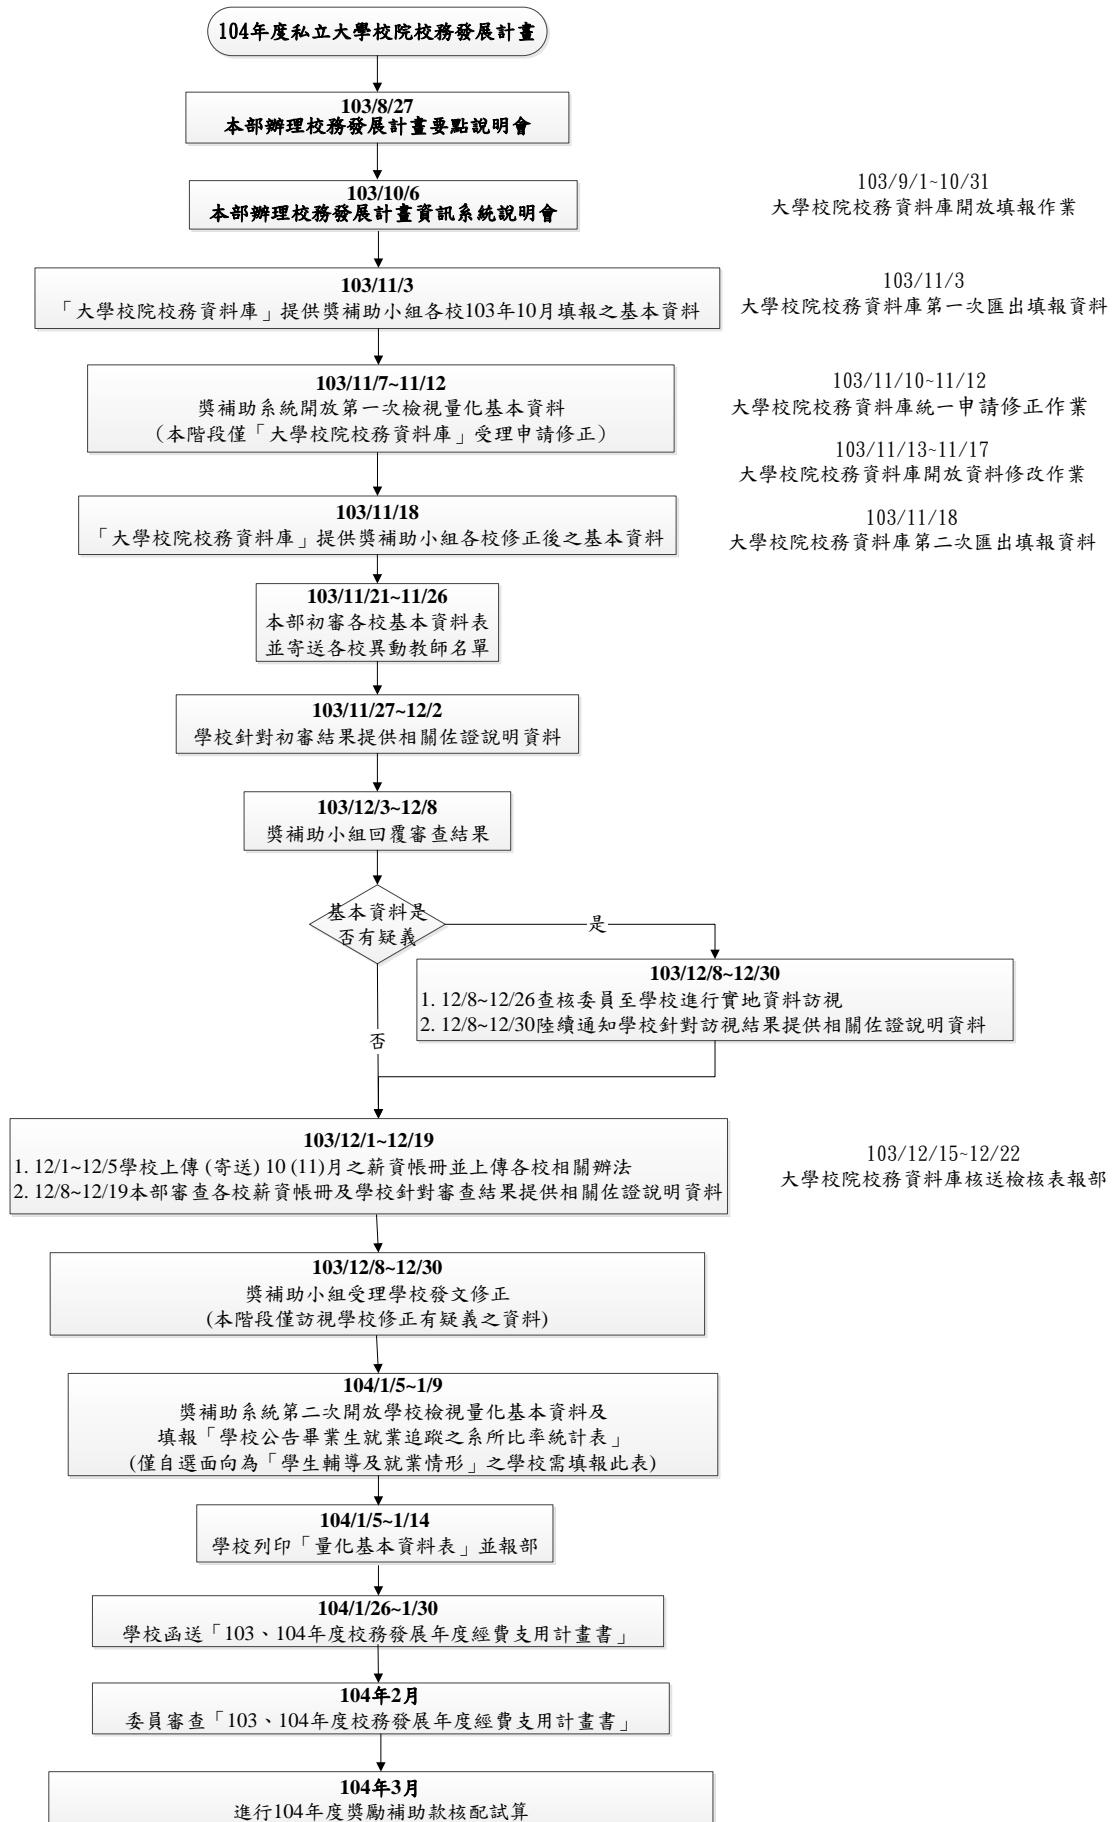 104年度私立大學校院校務發展計畫
103/8/27
本部辦理校務發展計畫要點說明會
103/10/6
本部辦理校務發展計畫資訊系統說明會
103/9/1~10/31
大學校院校務資料庫開放填報作業
103/11/3
「大學校院校務資料庫」提供獎補助小組各校103年10月填報之基本資料
103/11/3
大學校院校務資料庫第一次匯出填報資料
103/11/7~11/12
獎補助系統開放第一次檢視量化基本資料
（本階段僅「大學校院校務資料庫」受理申請修正）
103/11/10~11/12
大學校院校務資料庫統一申請修正作業
103/11/13~11/17
大學校院校務資料庫開放資料修改作業
103/11/18
「大學校院校務資料庫」提供獎補助小組各校修正後之基本資料
103/11/18
大學校院校務資料庫第二次匯出填報資料
103/11/21~11/26
本部初審各校基本資料表
並寄送各校異動教師名單
103/11/27~12/2
學校針對初審結果提供相關佐證說明資料
103/12/3~12/8
獎補助小組回覆審查結果
基本資料是
否有疑義
是
103/12/8~12/30
1. 12/8~12/26查核委員至學校進行實地資料訪視
2. 12/8~12/30陸續通知學校針對訪視結果提供相關佐證說明資料
否
103/12/1~12/19
1. 12/1~12/5學校上傳 (寄送) 10 (11)月之薪資帳冊並上傳各校相關辦法
2. 12/8~12/19本部審查各校薪資帳冊及學校針對審查結果提供相關佐證說明資料
103/12/15~12/22
大學校院校務資料庫核送檢核表報部
103/12/8~12/30
獎補助小組受理學校發文修正
(本階段僅訪視學校修正有疑義之資料)
104/1/5~1/9
獎補助系統第二次開放學校檢視量化基本資料及
填報「學校公告畢業生就業追蹤之系所比率統計表」
(僅自選面向為「學生輔導及就業情形」之學校需填報此表)
104/1/5~1/14
學校列印「量化基本資料表」並報部
104/1/26~1/30
學校函送「103、104年度校務發展年度經費支用計畫書」
104年2月
委員審查「103、104年度校務發展年度經費支用計畫書」
104年3月
進行104年度獎勵補助款核配試算